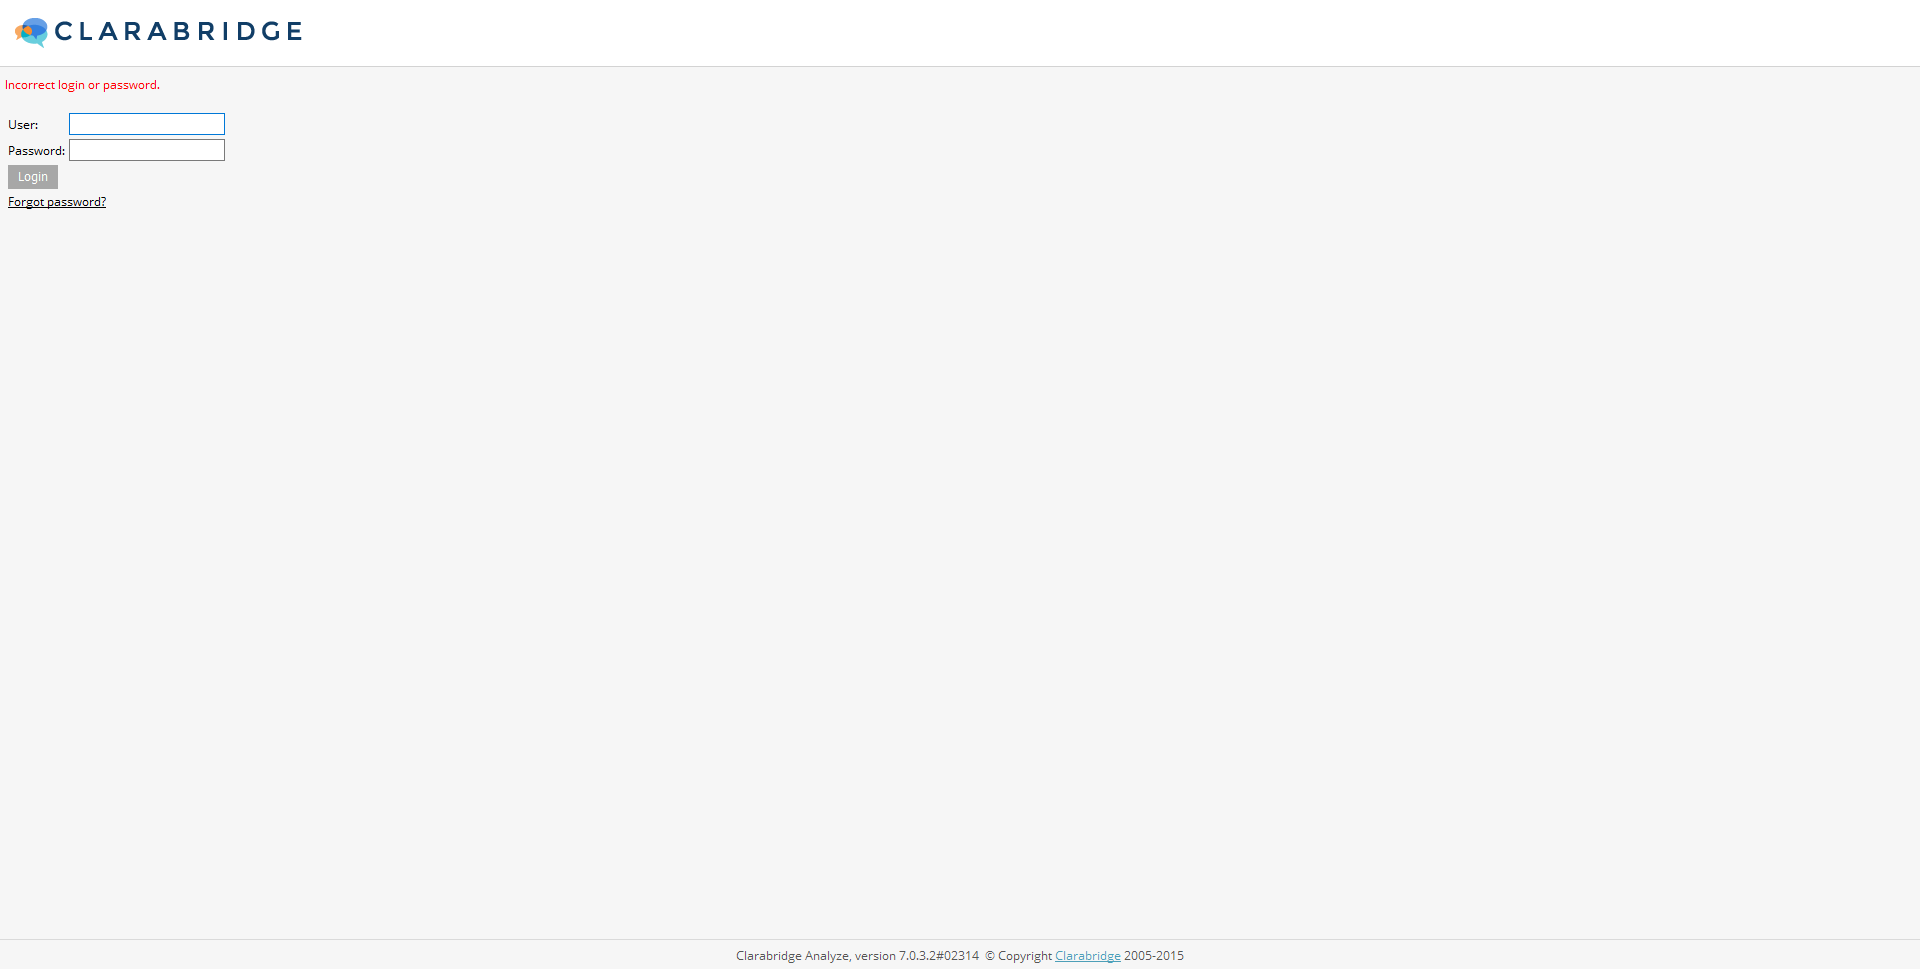 CLARABRIDGE
Incorrect login or password.
User:
Password:
Login
Forgot password?
Clarabridge Analyze, version 7.0.3.2#02314 © Copyright Clarabridge 2005-2015